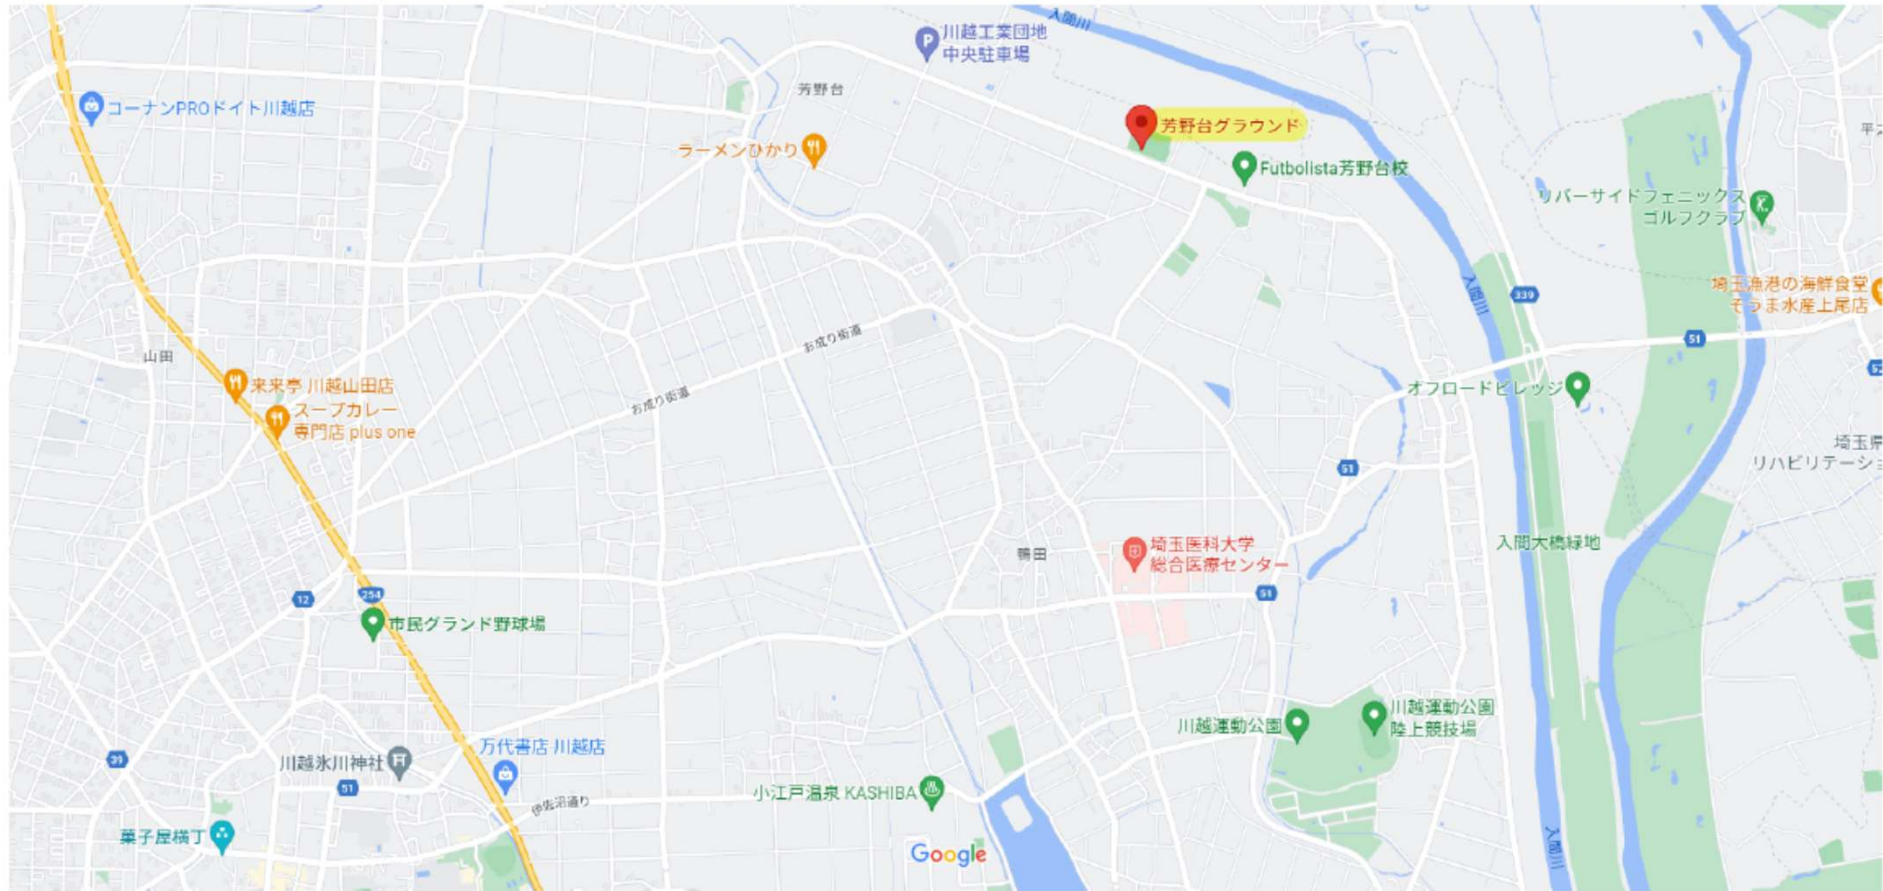 入間川
川越工業団地
中央駐車場
芳野台
コーナンPROドイト川越店
芳野台グラウンド
ラーメンひかり
Futbolista芳野台校
リバーサイドフェニックス
ゴルフクラブ
入間川
339
埼玉漁港の海鮮食堂
そうま水産上尾店
51
お成り街道
山田
来来亭 川越山田店
スープカレー
専門店 plus one
お成り街道
オフロードビレッジ
埼玉県
リハビリテーショ
51
入間大橋緑地
埼玉医科大学
総合医療センター
鴨田
51
12
254
市民グランド野球場
川越運動公園
川越運動公園
陸上競技場
万代書店 川越店
川越氷川神社
39
51
小江戸温泉 KASHIBA
伊佐沼通り
菓子屋横丁
入間川
Google